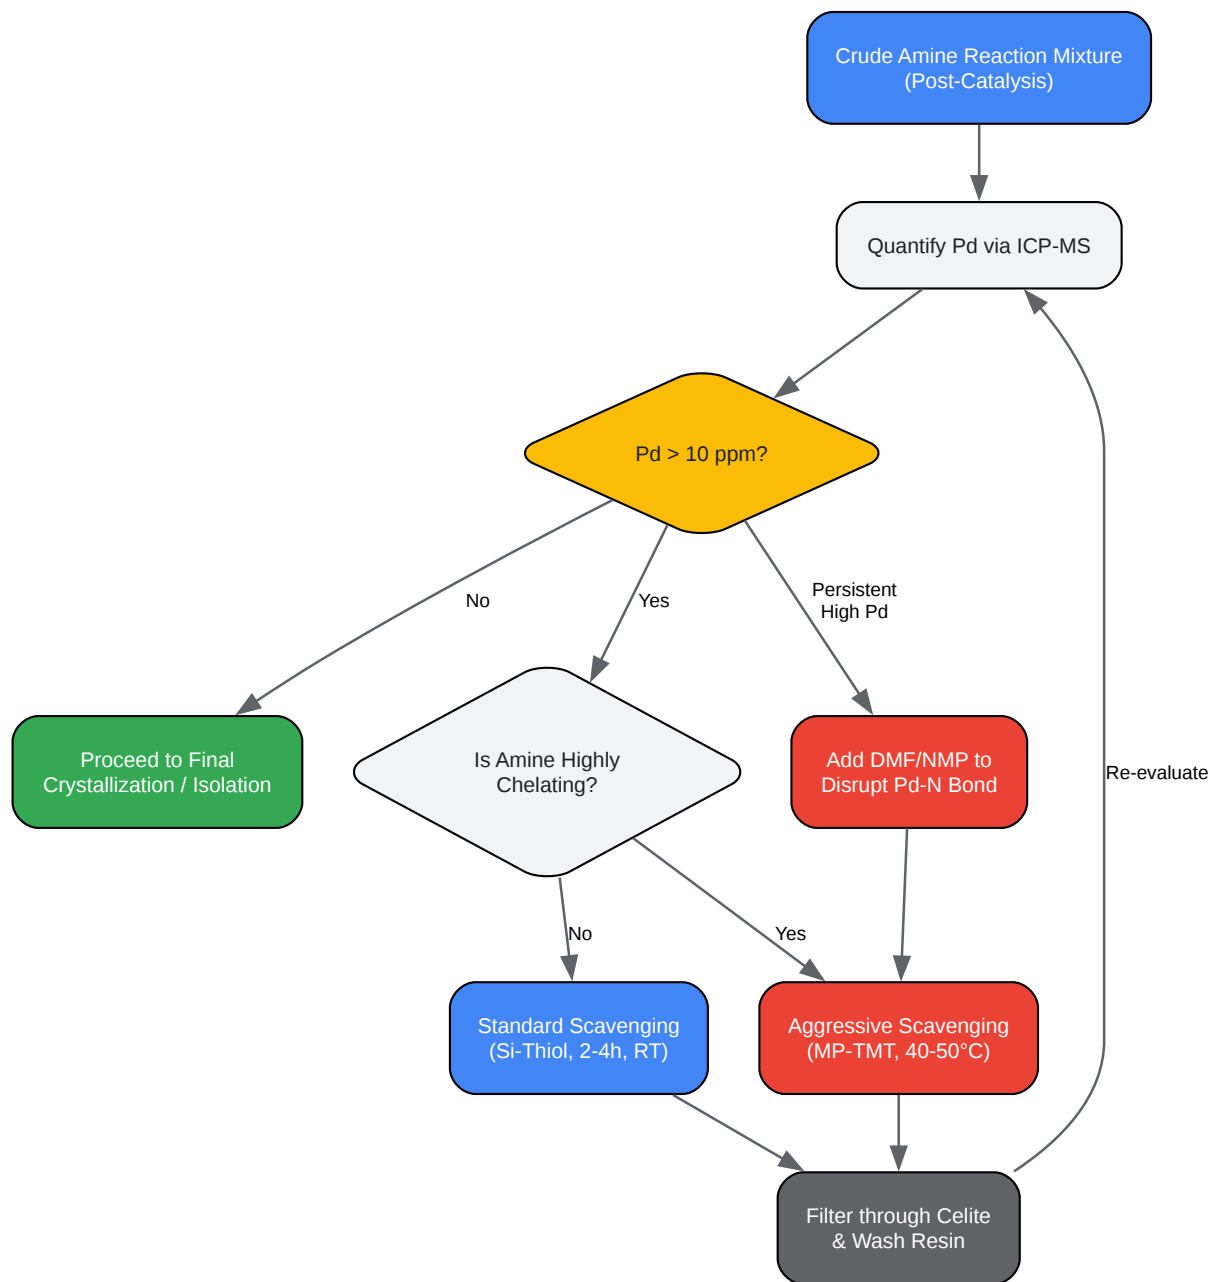 Crude Amine Reaction Mixture
(Post-Catalysis)
Quantify Pd via ICP-MS
Pd > 10 ppm?
No
Yes
Persistent
High Pd
Proceed to Final
Crystallization / Isolation
Is Amine Highly
Chelating?
Add DMF/NMP to
Disrupt Pd-N Bond
Re-evaluate
No
Yes
Standard Scavenging
(Si-Thiol, 2-4h, RT)
Aggressive Scavenging
(MP-TMT, 40-50°C)
Filter through Celite
& Wash Resin